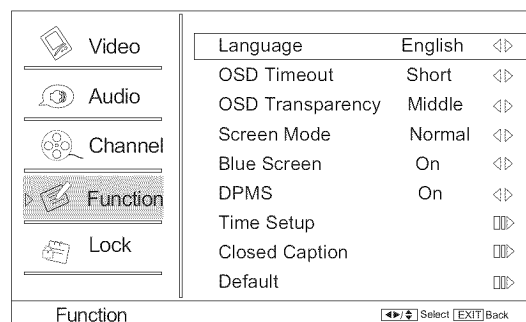 Video
Audio
Channel
Function
Lock
Language English
OSD Timeout Short
OSD Transparency Middle
Screen Mode Normal
Blue Screen On
DPMS On
Time Setup
Closed Caption
Default
Function
/ Select EXIT Back